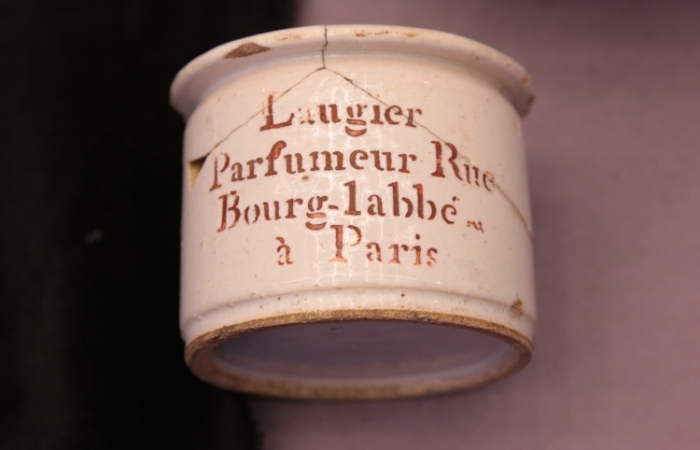 Laugier
Parfumeur Rue
Bourg-labbé
à Paris